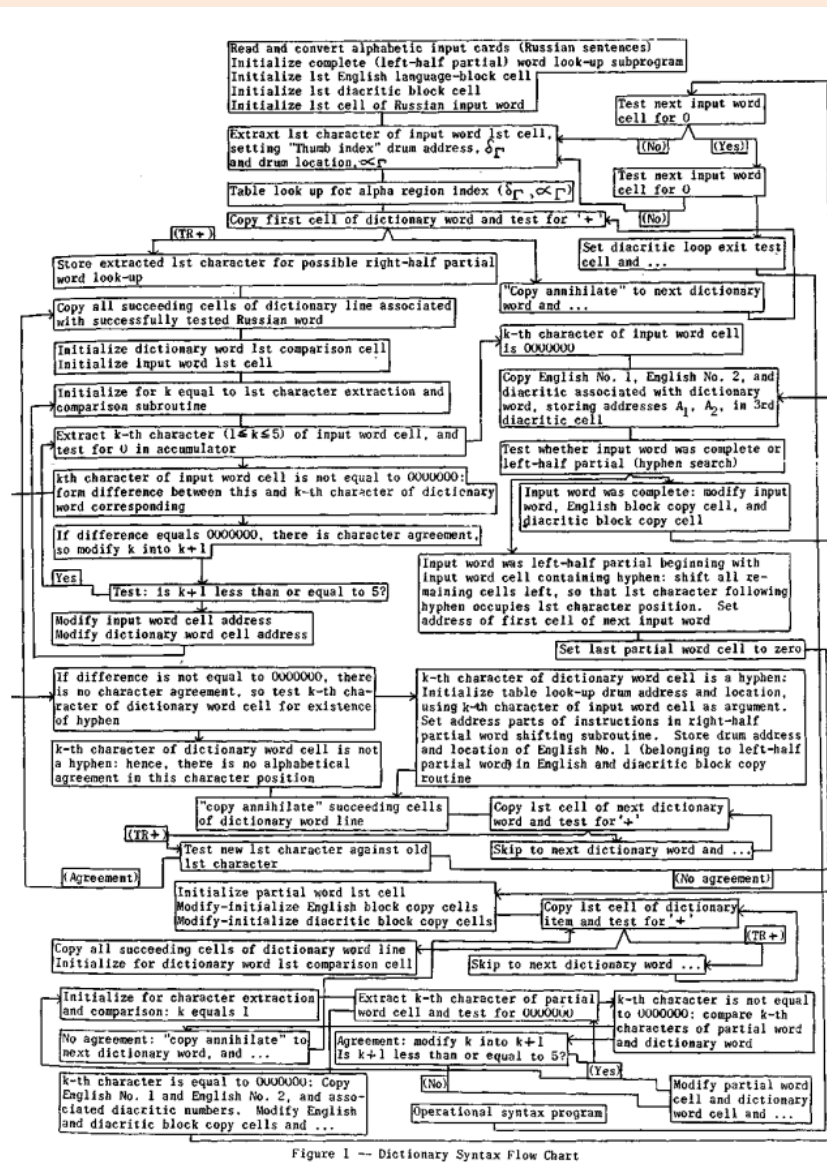 Read and convert alphabetic input cards (Russian sentences)
Initialize complete (left-half partial) word look-up subprogram
Initialize 1st English language-block cell
Initialize 1st diacritic block cell
Initialize 1st cell of Russian input word
Test next input word
cell for 0
Extraxt 1st character of input word 1st cell,
setting "Thumb index" drum address, δΓ
and drum location, ∝Γ
(No)
(Yes)
Test next input word
cell for 0
Table look up for alpha region index (δΓ, ∝Γ)
(No)
Copy first cell of dictionary word and test for '+'
(TR+)
Set diacritic loop exit test
cell and ...
Store extracted 1st character for possible right-half partial
word look-up
"Copy annihilate" to next dictionary
word and ...
Copy all succeeding cells of dictionary line associated
with successfully tested Russian word
k-th character of input word cell
is 0000000
Initialize dictionary word 1st comparison cell
Initialize input word 1st cell
Copy English No. 1, English No. 2, and
diacritic associated with dictionary
word, storing addresses A1, A2, in 3rd
diacritic cell
Initialize for k equal to 1st character extraction and
comparison subroutine
Extract k-th character (1≤k≤5) of input word cell, and
test for 0 in accumulator
Test whether input word was complete or
left-half partial (hyphen search)
kth character of input word cell is not equal to 0000000:
form difference between this and k-th character of dictionary
word corresponding
Input word was complete: modify input
word, English block copy cell, and
diacritic block copy cell
If difference equals 0000000, there is character agreement,
so modify k into k+1
Yes
Test: is k+1 less than or equal to 5?
Input word was left-half partial beginning with
input word cell containing hyphen: shift all re-
maining cells left, so that 1st character following
hyphen occupies 1st character position. Set
address of first cell of next input word
Modify input word cell address
Modify dictionary word cell address
Set last partial word cell to zero
If difference is not equal to 0000000, there
is no character agreement, so test k-th cha-
racter of dictionary word cell for existence
of hyphen
k-th character of dictionary word cell is a hyphen:
Initialize table look-up drum address and location,
using k-th character of input word cell as argument.
Set address parts of instructions in right-half
partial word shifting subroutine. Store drum address
and location of English No. 1 (belonging to left-half
partial word) in English and diacritic block copy
routine
k-th character of dictionary word cell is not
a hyphen: hence, there is no alphabetical
agreement in this character position
"copy annihilate" succeeding cells
of dictionary word line
Copy 1st cell of next dictionary
word and test for '+'
(TR+)
Test new 1st character against old
1st character
Skip to next dictionary word and ...
(Agreement)
(No agreement)
Initialize partial word 1st cell
Modify-initialize English block copy cells
Modify-initialize diacritic block copy cells
Copy 1st cell of dictionary
item and test for '+'
(TR+)
Copy all succeeding cells of dictionary word line
Initialize for dictionary word 1st comparison cell
Skip to next dictionary word ...
Initialize for character extraction
and comparison: k equals 1
Extract k-th character of partial
word cell and test for 0000000
k-th character is not equal
to 0000000: compare k-th
characters of partial word
and dictionary word
No agreement: "copy annihilate" to
next dictionary word, and ...
Agreement: modify k into k+1
Is k+1 less than or equal to 5?
(No)
(Yes)
k-th character is equal to 0000000: Copy
English No. 1 and English No. 2, and asso-
ciated diacritic numbers. Modify English
and diacritic block copy cells and ...
Modify partial word
cell and dictionary
word cell and ...
Operational syntax program
Figure 1 -- Dictionary Syntax Flow Chart